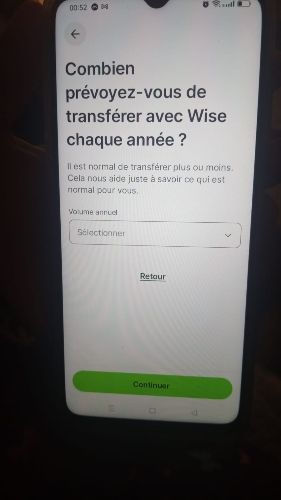 00:52
Combien
prévoyez-vous de
transférer avec Wise
chaque année ?
Il est normal de transférer plus ou moins.
Cela nous aide juste à savoir ce qui est
normal pour vous.
Volume annuel
Sélectionner
Retour
Continuer